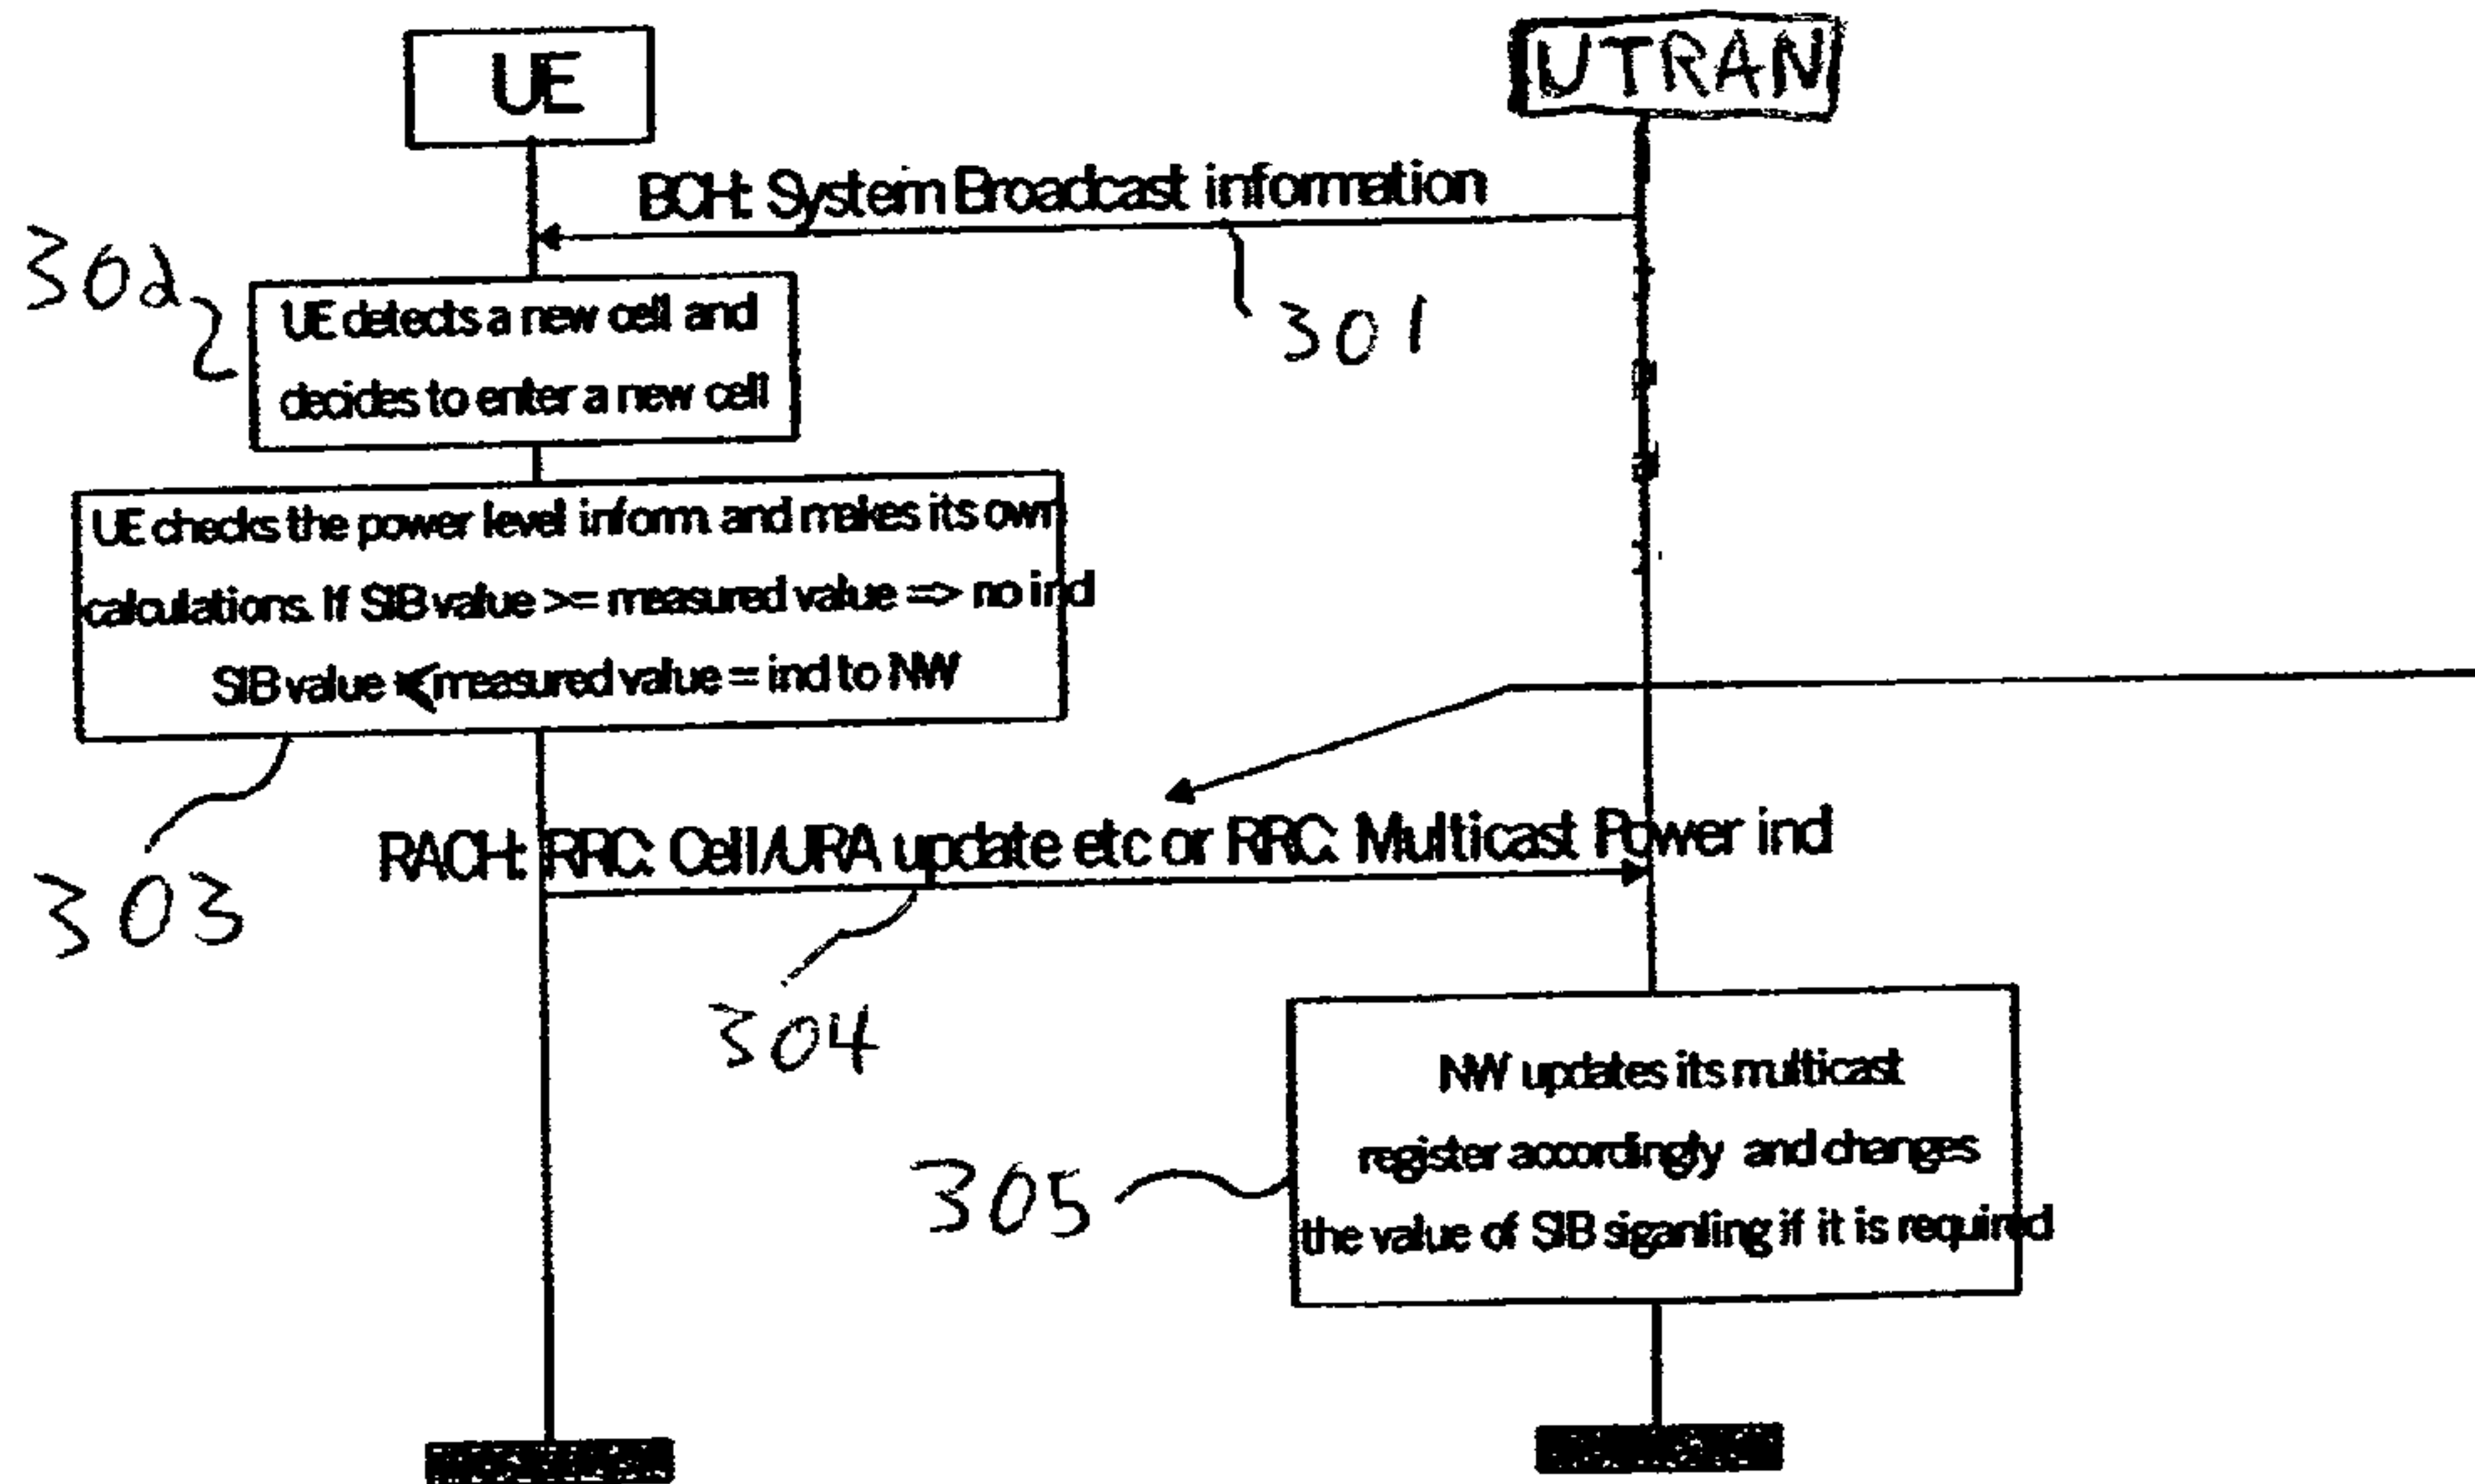 UE
UTRAN
BCH: System Broadcast information
301
302
UE detects a new cell and
decides to enter a new cell
UE checks the power level inform. and makes its own
calculations. If SIB value >= measured value => no ind
SIB value < measured value = ind to NW
303
RACH: RRC: Cell/URA update etc or RRC: Multicast Power ind
304
NW updates its multicast
register accordingly and changes
the value of SIB siganling if it is required
305